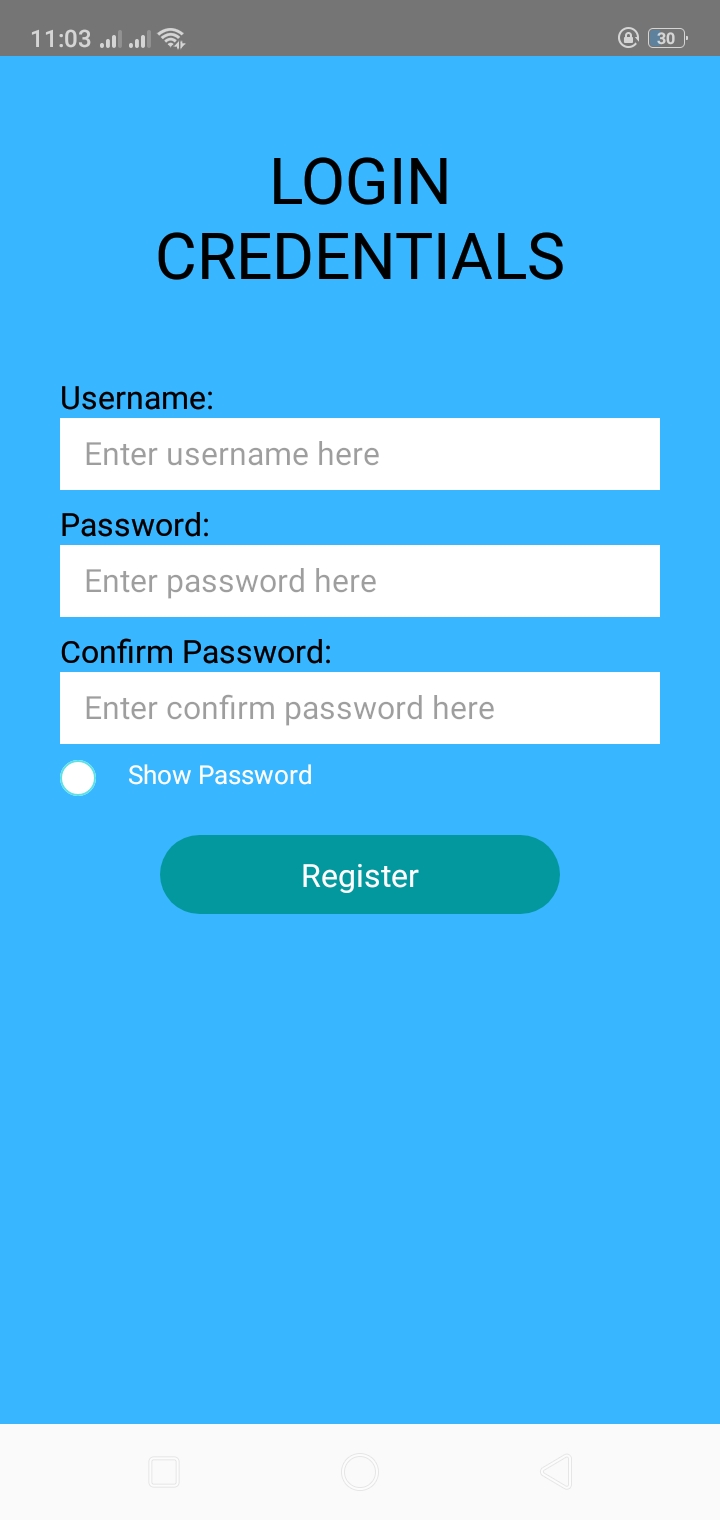 11:03
30
LOGIN
CREDENTIALS
Username:
Enter username here
Password:
Enter password here
Confirm Password:
Enter confirm password here
Show Password
Register